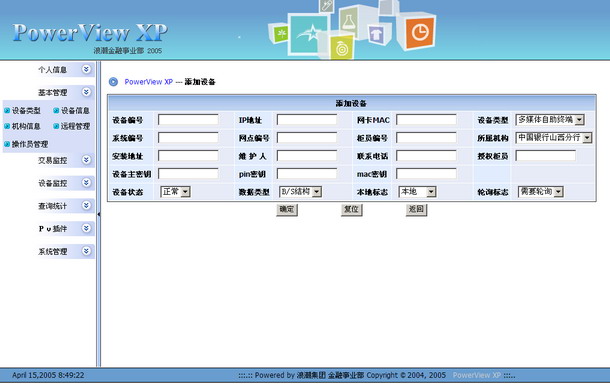 PowerView XP
浪潮金融事业部 2005
个人信息
基本管理
设备类型 设备信息
机构信息 远程管理
操作员管理
交易监控
设备监控
查询统计
P v 插件
系统管理
PowerView XP --- 添加设备
添加设备
设备编号 IP地址 网卡MAC 设备类型 多媒体自助终端
系统编号 网点编号 柜员编号 所属机构 中国银行山西分行
安装地址 维 护 人 联系电话 授权柜员
设备主密钥 pin密钥 mac密钥
设备状态 正常 数据类型 B/S结构 本地标志 本地 轮询标志 需要轮询
确定 复位 返回
April 15,2005 8:49:22 :::.:: Powered by 浪潮集团 金融事业部 Copyright © 2004, 2005 PowerView XP :::..